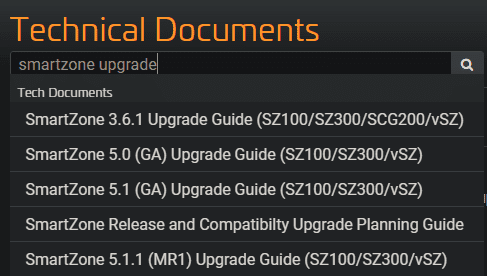 Technical Documents
smartzone upgrade
Tech Documents
SmartZone 3.6.1 Upgrade Guide (SZ100/SZ300/SCG200/vSZ)
SmartZone 5.0 (GA) Upgrade Guide (SZ100/SZ300/vSZ)
SmartZone 5.1 (GA) Upgrade Guide (SZ100/SZ300/vSZ)
SmartZone Release and Compatibilty Upgrade Planning Guide
SmartZone 5.1.1 (MR1) Upgrade Guide (SZ100/SZ300/vSZ)